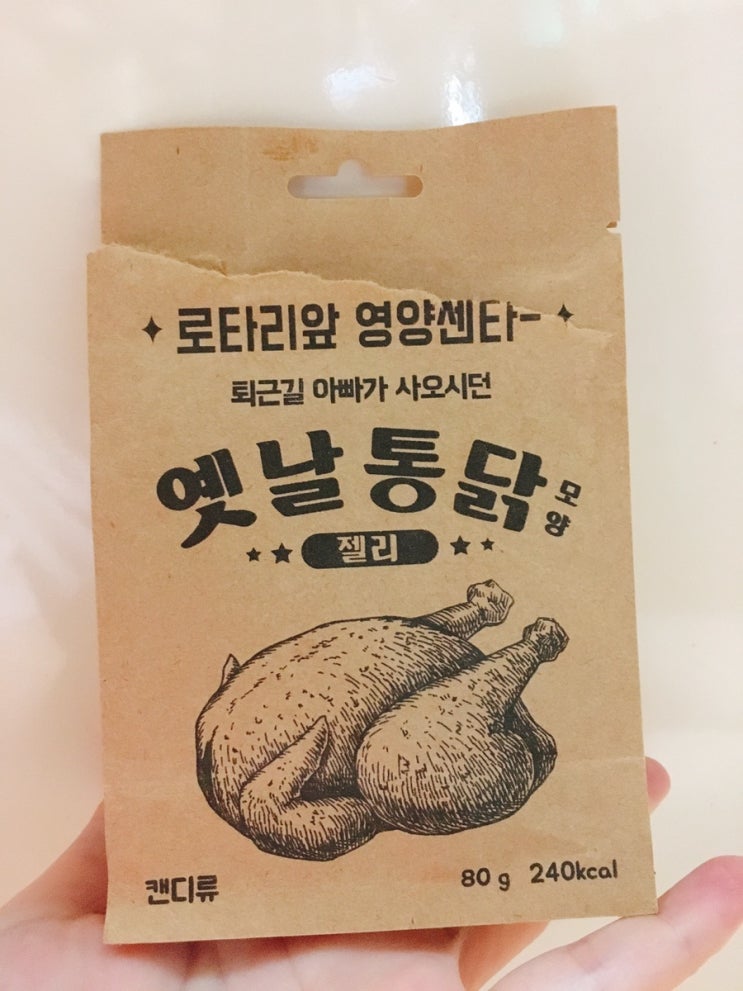 로타리앞 영양센타-
퇴근길 아빠가 사오시던
옛날통닭 모양
젤리
캔디류
80 g 240kcal